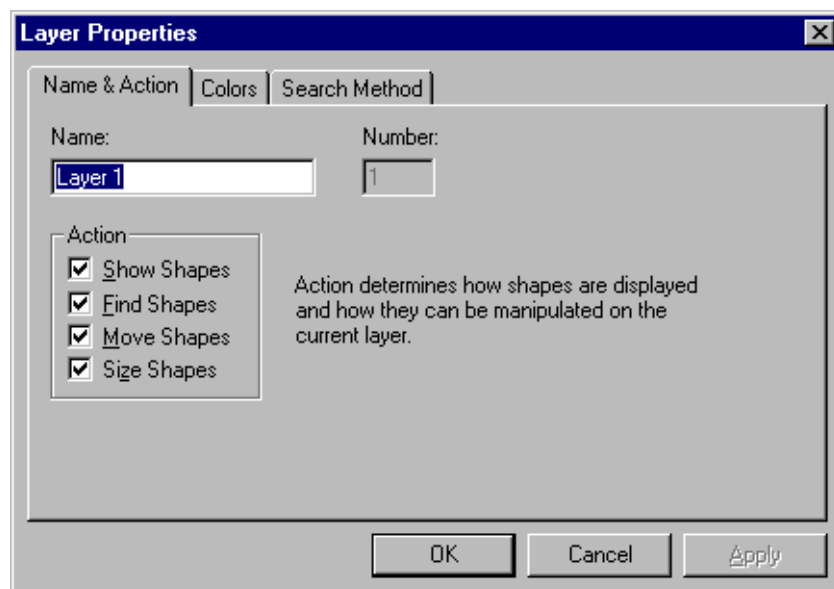 Layer Properties
Name & Action Colors Search Method
Name: Number:
Layer 1 1
Action
Show Shapes
Find Shapes
Move Shapes
Size Shapes
Action determines how shapes are displayed
and how they can be manipulated on the
current layer.
OK Cancel Apply